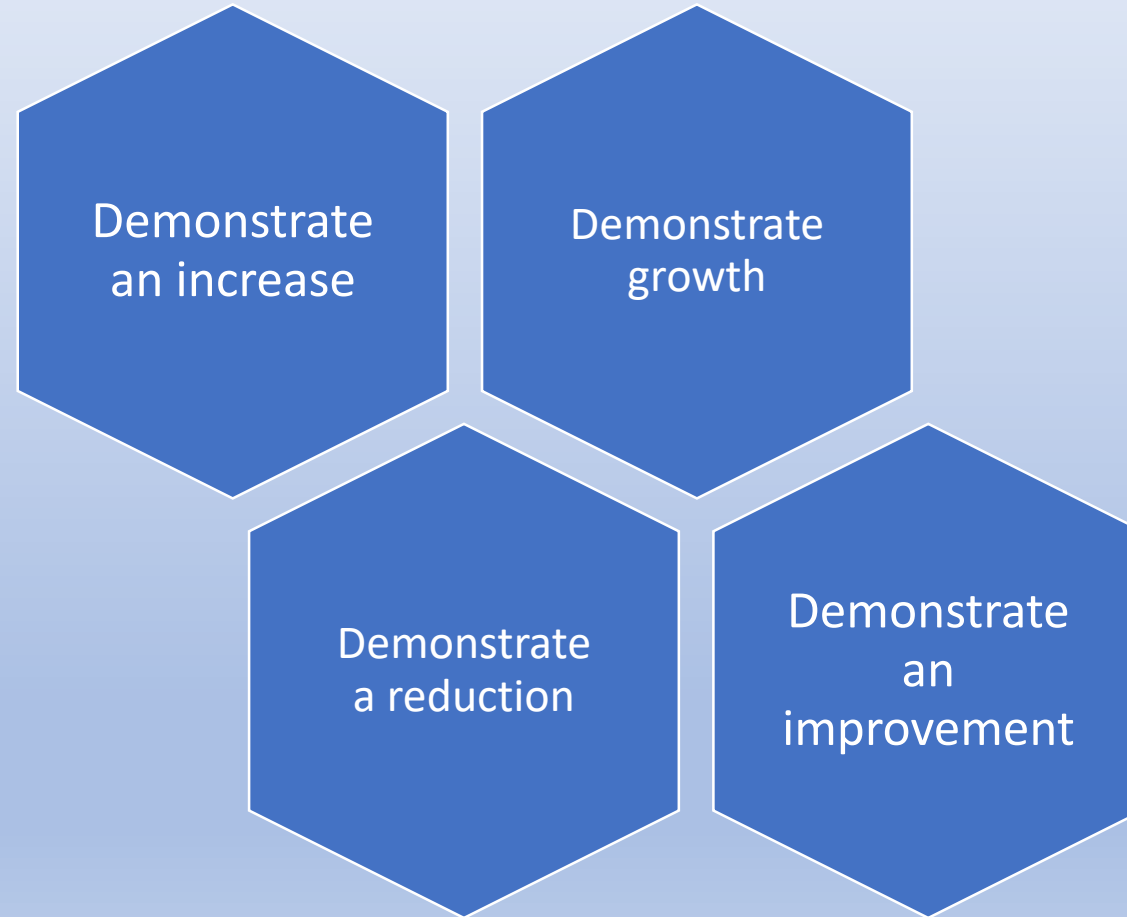 Demonstrate
an increase
Demonstrate
growth
Demonstrate
a reduction
Demonstrate
an
improvement